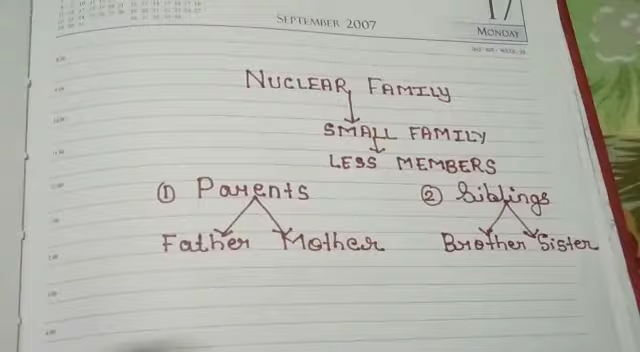 SEPTEMBER 2007
17
MONDAY
NUCLEAR FAMILY
SMALL FAMILY
LESS MEMBERS
① Parents ② Siblings
Father Mother Brother Sister